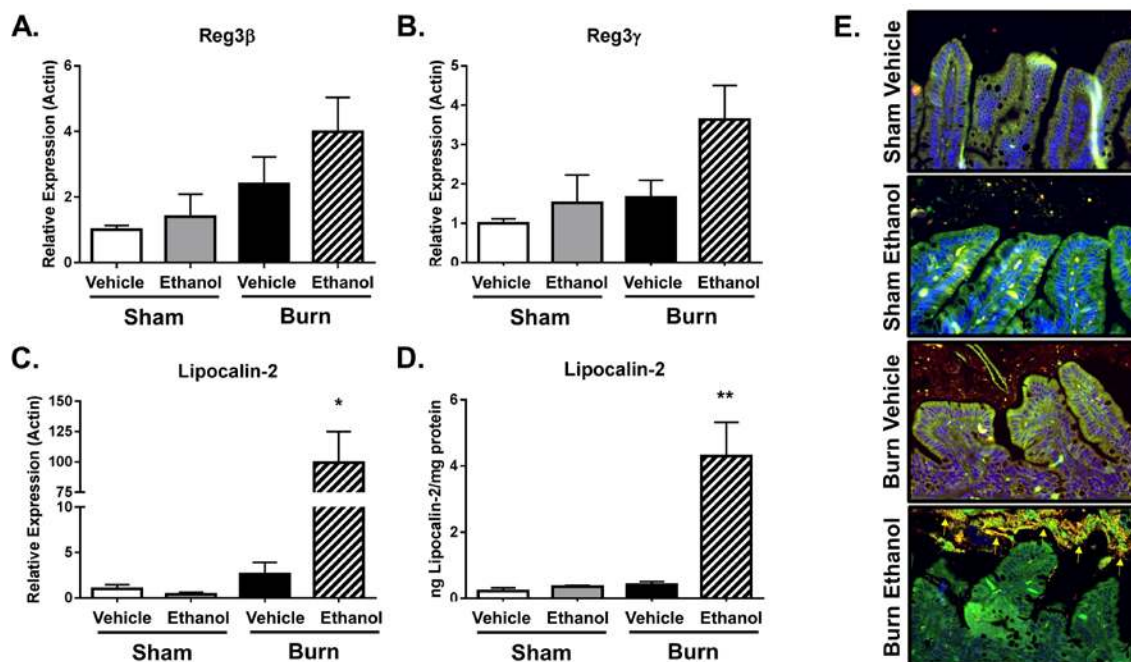 A.
Reg3β
Relative Expression (Actin)
6
4
2
0
Vehicle Ethanol Vehicle Ethanol
Sham Burn
B.
Reg3γ
Relative Expression (Actin)
5
4
3
2
1
0
Vehicle Ethanol Vehicle Ethanol
Sham Burn
C.
Lipocalin-2
Relative Expression (Actin)
150
125
100
75
10
5
0
*
Vehicle Ethanol Vehicle Ethanol
Sham Burn
D.
Lipocalin-2
ng Lipocalin-2/mg protein
6
4
2
0
**
Vehicle Ethanol Vehicle Ethanol
Sham Burn
E.
Sham Vehicle
Sham Ethanol
Burn Vehicle
Burn Ethanol